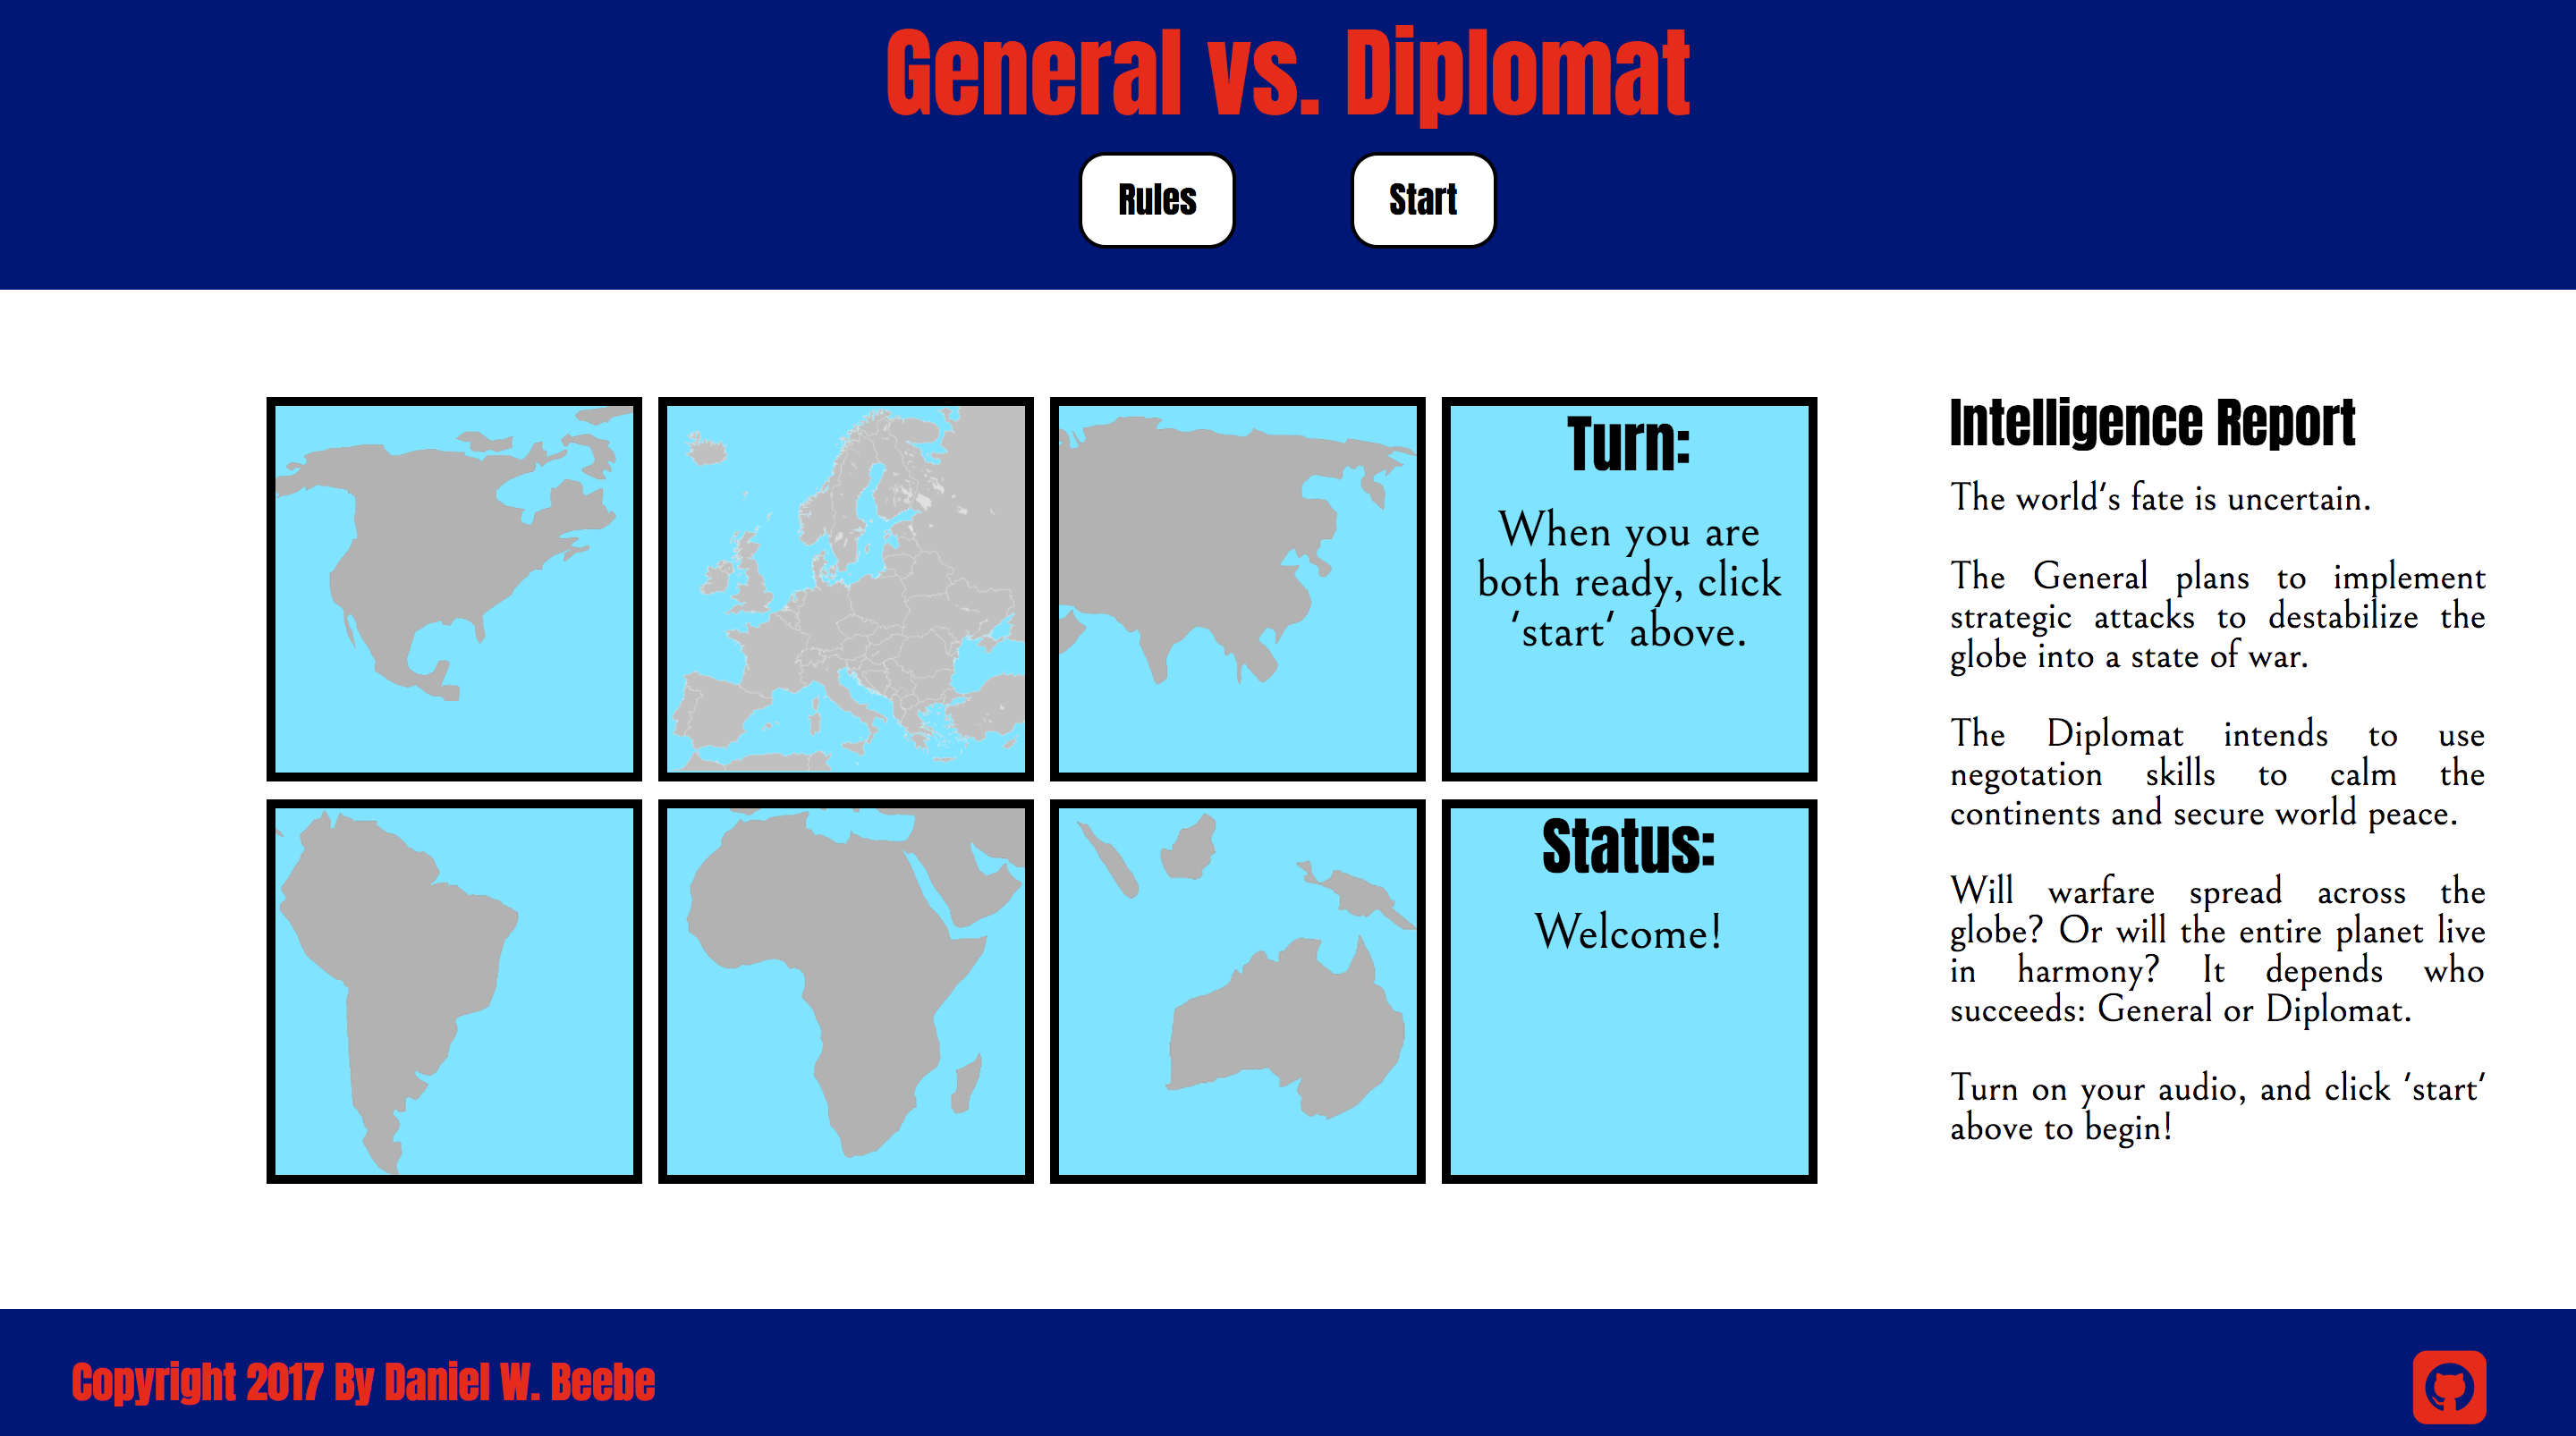 General vs. Diplomat
Rules
Start
Turn:
When you are
both ready, click
'start' above.
Status:
Welcome!
Intelligence Report
The world's fate is uncertain.
The General plans to implement
strategic attacks to destabilize the
globe into a state of war.
The Diplomat intends to use
negotation skills to calm the
continents and secure world peace.
Will warfare spread across the
globe? Or will the entire planet live
in harmony? It depends who
succeeds: General or Diplomat.
Turn on your audio, and click 'start'
above to begin!
Copyright 2017 By Daniel W. Beebe